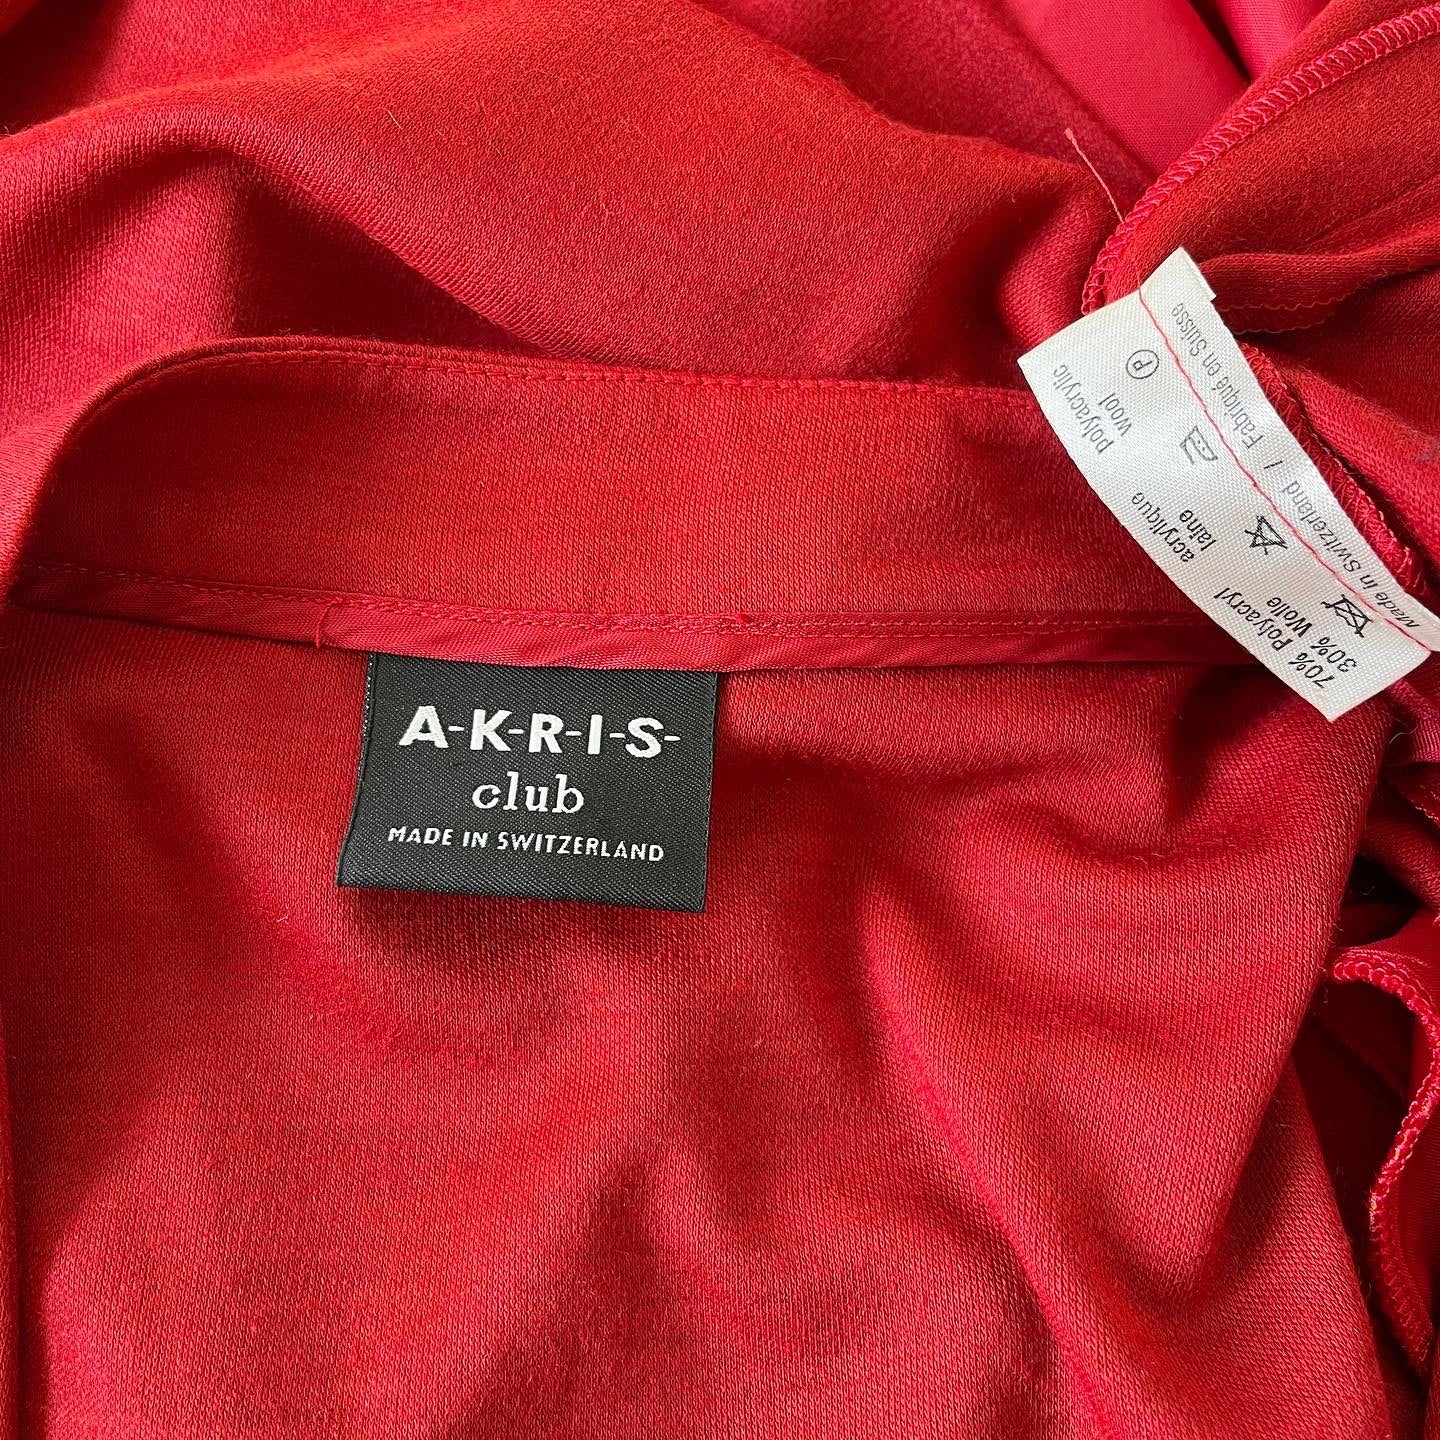 A-K-R-I-S-
club
MADE IN SWITZERLAND
70% Polyacryl acrylique polyacrylic
30% Wolle laine wool
P
Made In Switzerland / Fabriqué en Suisse